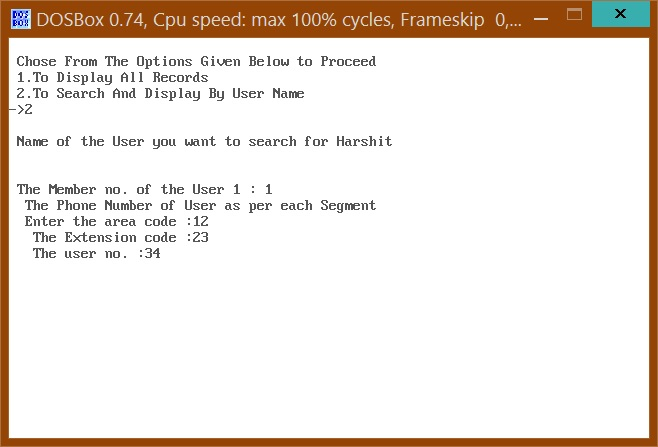 DOS BOX DOSBox 0.74, Cpu speed: max 100% cycles, Frameskip 0,...
Chose From The Options Given Below to Proceed
1.To Display All Records
2.To Search And Display By User Name
->2
Name of the User you want to search for Harshit
The Member no. of the User 1 : 1
The Phone Number of User as per each Segment
Enter the area code :12
The Extension code :23
The user no. :34